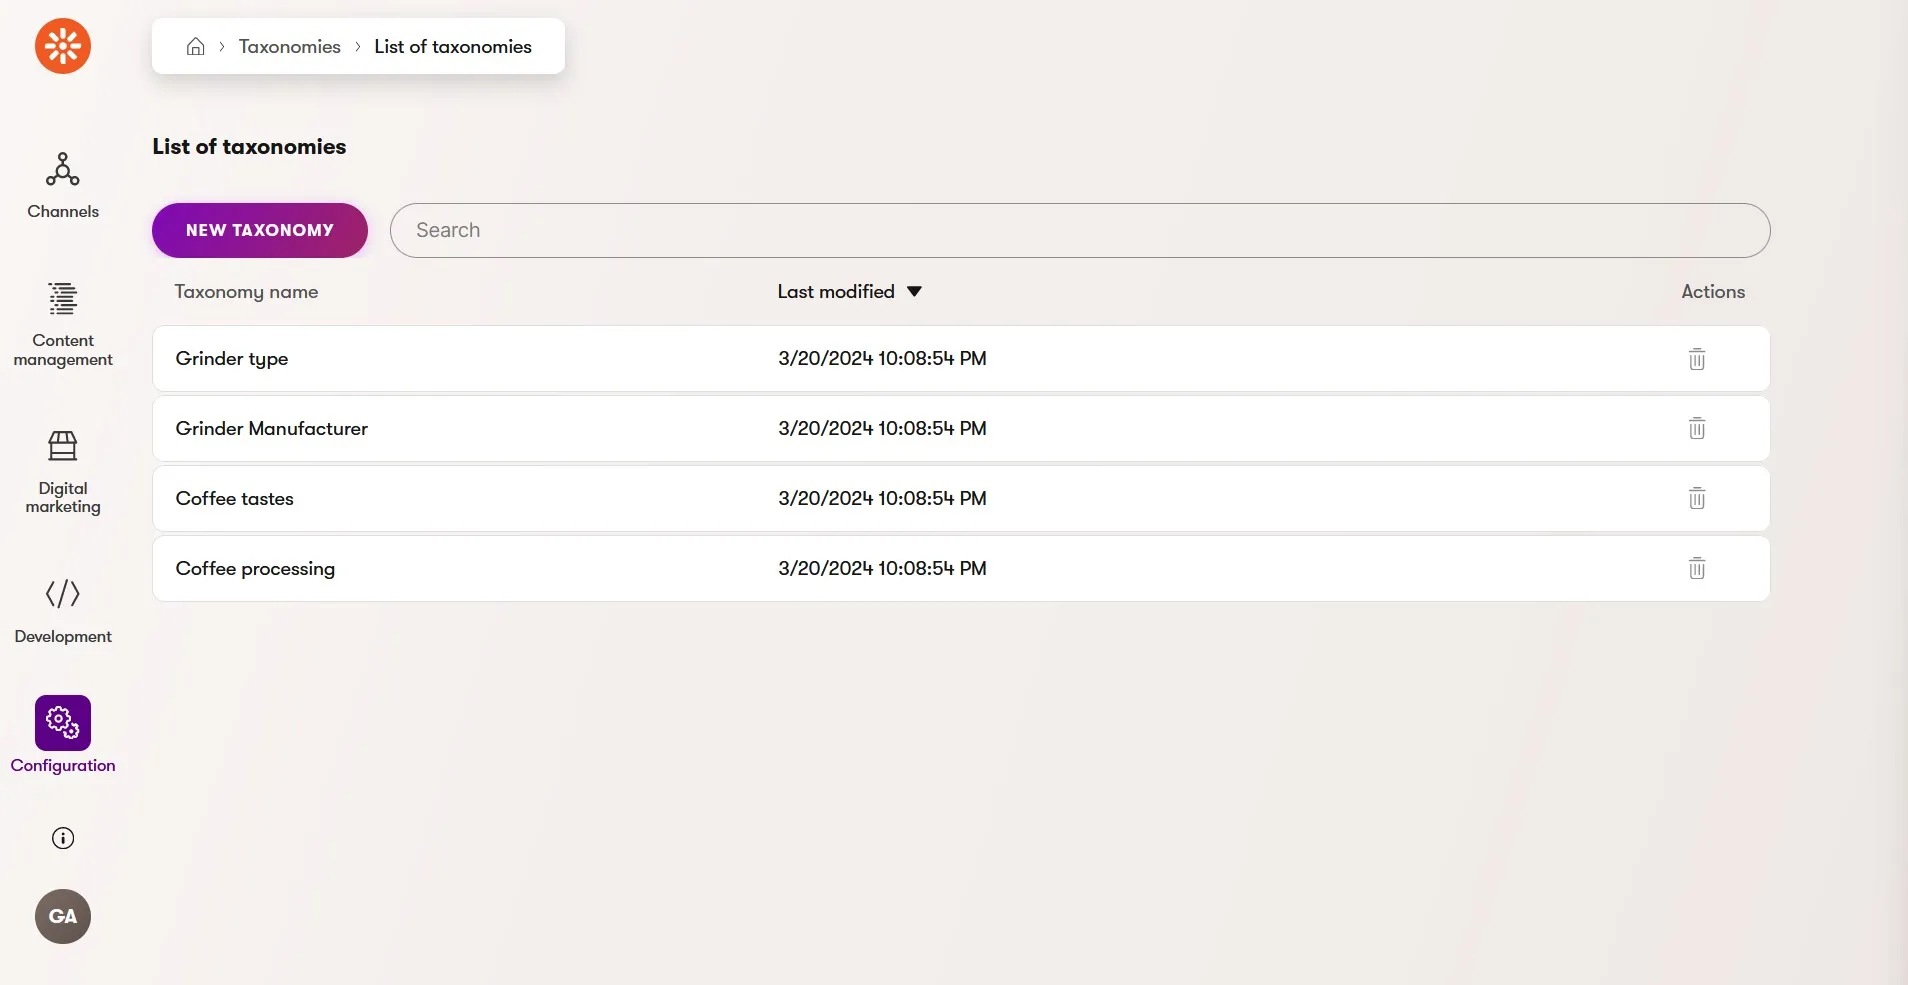 Taxonomies
List of taxonomies
List of taxonomies
NEW TAXONOMY
Search
Taxonomy name
Last modified
Actions
Grinder type
3/20/2024 10:08:54 PM
Grinder Manufacturer
3/20/2024 10:08:54 PM
Coffee tastes
3/20/2024 10:08:54 PM
Coffee processing
3/20/2024 10:08:54 PM
Channels
Content
management
Digital
marketing
Development
Configuration
GA